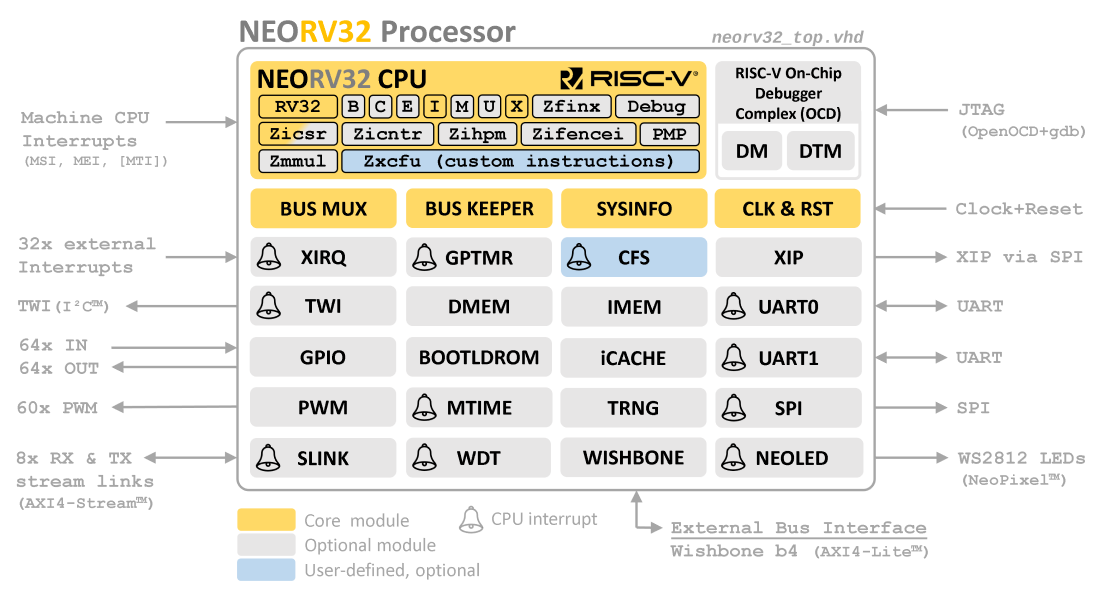 NEORV32 Processor
neorv32_top.vhd
NEORV32 CPU
RISC-V®
RV32 B C E I M U X Zfinx Debug
Zicsr Zicntr Zihpm Zifencei PMP
Zmmul Zxcfu (custom instructions)
RISC-V On-Chip
Debugger
Complex (OCD)
DM DTM
Machine CPU
Interrupts
(MSI, MEI, [MTI])
JTAG
(OpenOCD+gdb)
BUS MUX BUS KEEPER SYSINFO CLK & RST
Clock+Reset
32x external
Interrupts
XIRQ GPTMR CFS XIP
XIP via SPI
TWI(I²C™)
TWI DMEM IMEM UART0
UART
64x IN
64x OUT
GPIO BOOTLDROM iCACHE UART1
UART
60x PWM
PWM MTIME TRNG SPI
SPI
8x RX & TX
stream links
(AXI4-Stream™)
SLINK WDT WISHBONE NEOLED
WS2812 LEDs
(NeoPixel™)
Core module
CPU interrupt
Optional module
User-defined, optional
External Bus Interface
Wishbone b4 (AXI4-Lite™)